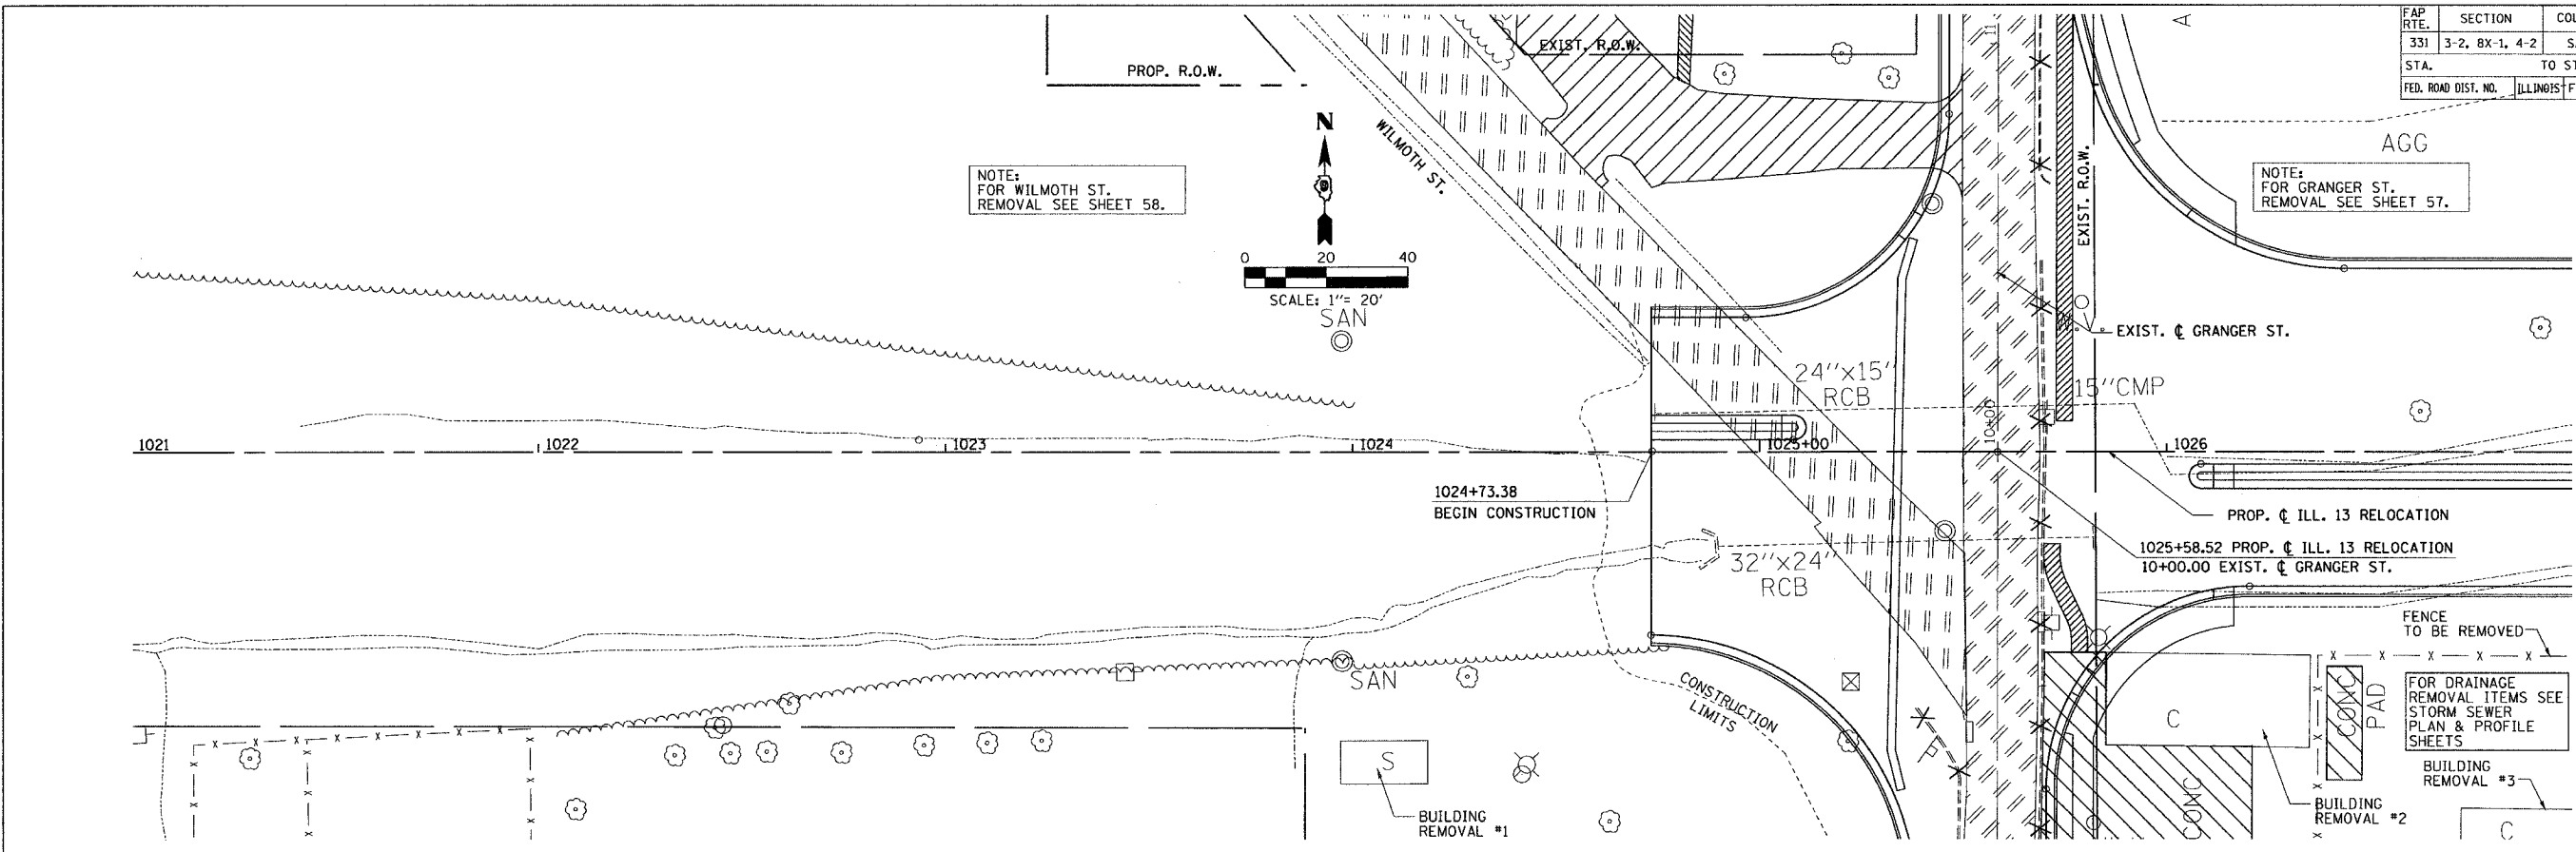 FAP RTE. SECTION
331 3-2, 8X-1, 4-2
STA. TO
FED. ROAD DIST. NO. ILLINOIS
EXIST. R.O.W.
PROP. R.O.W.
A
AGG
N
WILMOTH ST.
NOTE:
FOR WILMOTH ST.
REMOVAL SEE SHEET 58.
NOTE:
FOR GRANGER ST.
REMOVAL SEE SHEET 57.
EXIST. R.O.W.
0 20 40
SCALE: 1"= 20'
SAN
EXIST. ℄ GRANGER ST.
24"x15"
RCB
15"CMP
10+00
1021 1022 1023 1024 1025+00 1026
1024+73.38
BEGIN CONSTRUCTION
PROP. ℄ ILL. 13 RELOCATION
1025+58.52 PROP. ℄ ILL. 13 RELOCATION
10+00.00 EXIST. ℄ GRANGER ST.
32"x24"
RCB
FENCE
TO BE REMOVED
SAN
CONSTRUCTION
LIMITS
CONC
PAD
C
FOR DRAINAGE
REMOVAL ITEMS SEE
STORM SEWER
PLAN & PROFILE
SHEETS
S
BUILDING
REMOVAL #1
CONC
BUILDING
REMOVAL #2
BUILDING
REMOVAL #3
C